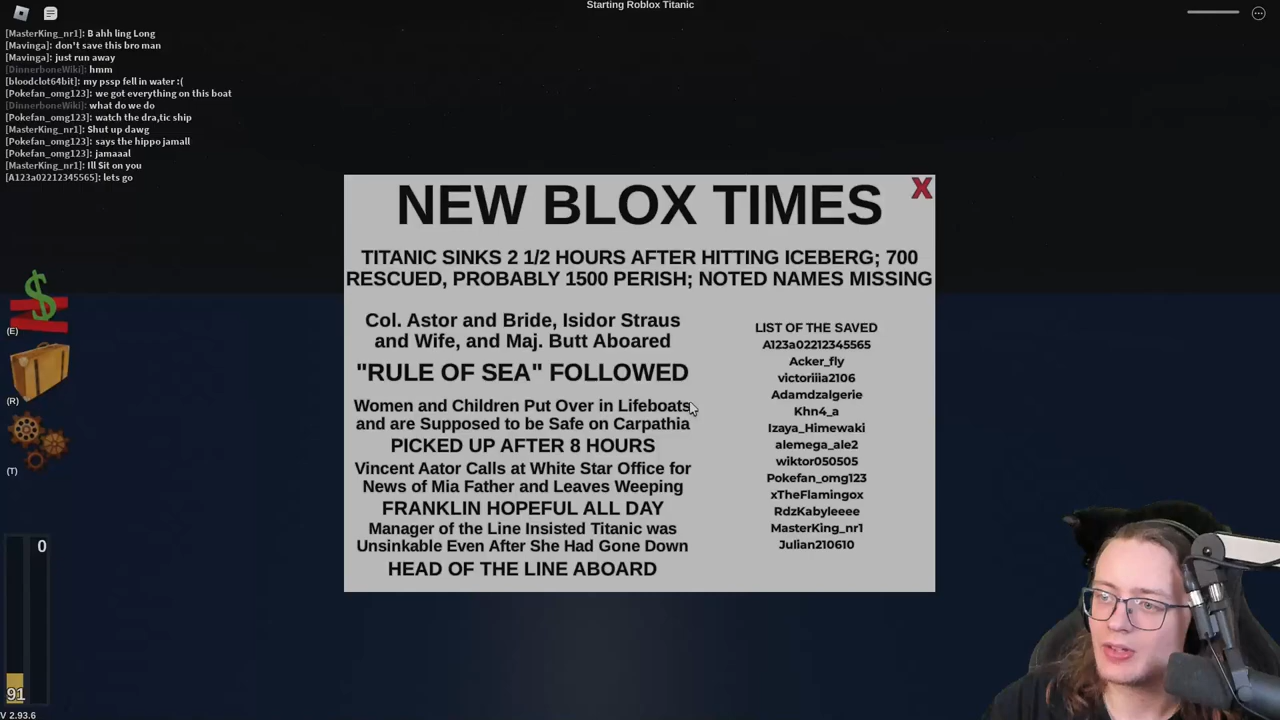 Starting Roblox Titanic
[MasterKing_nr1]: B ahh ling Long
[Mavinga]: don't save this bro man
[Mavinga]: just run away
[DinnerboneWiki]: hmm
[bloodclot64bit]: my pssp fell in water :(
[Pokefan_omg123]: we got everything on this boat
[DinnerboneWiki]: what do we do
[Pokefan_omg123]: watch the dra,tic ship
[MasterKing_nr1]: Shut up dawg
[Pokefan_omg123]: says the hippo jamall
[Pokefan_omg123]: jamaaal
[MasterKing_nr1]: Ill Sit on you
[A123a02212345565]: lets go
(E)
(R)
(T)
0
91
V 2.93.6
X
NEW BLOX TIMES
TITANIC SINKS 2 1/2 HOURS AFTER HITTING ICEBERG; 700
RESCUED, PROBABLY 1500 PERISH; NOTED NAMES MISSING
Col. Astor and Bride, Isidor Straus
and Wife, and Maj. Butt Aboared
"RULE OF SEA" FOLLOWED
Women and Children Put Over in Lifeboats
and are Supposed to be Safe on Carpathia
PICKED UP AFTER 8 HOURS
Vincent Aator Calls at White Star Office for
News of Mia Father and Leaves Weeping
FRANKLIN HOPEFUL ALL DAY
Manager of the Line Insisted Titanic was
Unsinkable Even After She Had Gone Down
HEAD OF THE LINE ABOARD
LIST OF THE SAVED
A123a02212345565
Acker_fly
victoriiia2106
Adamdzalgerie
Khn4_a
Izaya_Himewaki
alemega_ale2
wiktor050505
Pokefan_omg123
xTheFlamingox
RdzKabyleeee
MasterKing_nr1
Julian210610